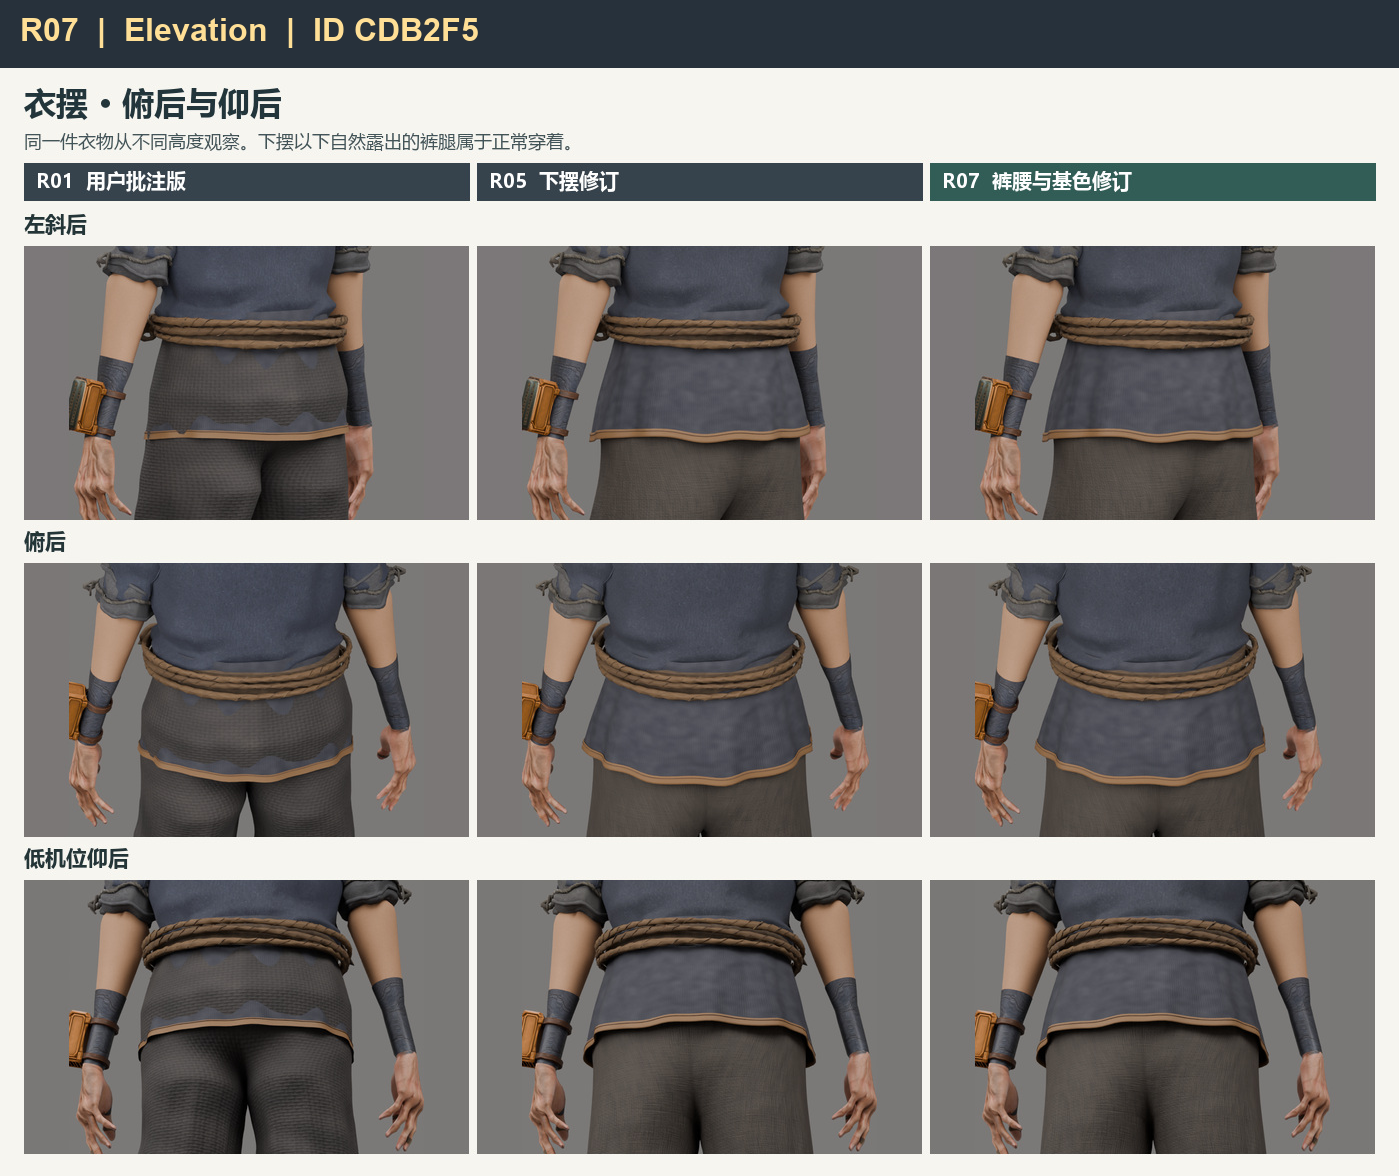 R07 | Elevation | ID CDB2F5
衣摆・俯后与仰后
同一件衣物从不同高度观察。下摆以下自然露出的裤腿属于正常穿着。
R01 用户批注版
R05 下摆修订
R07 裤腰与基色修订
左斜后
俯后
低机位仰后